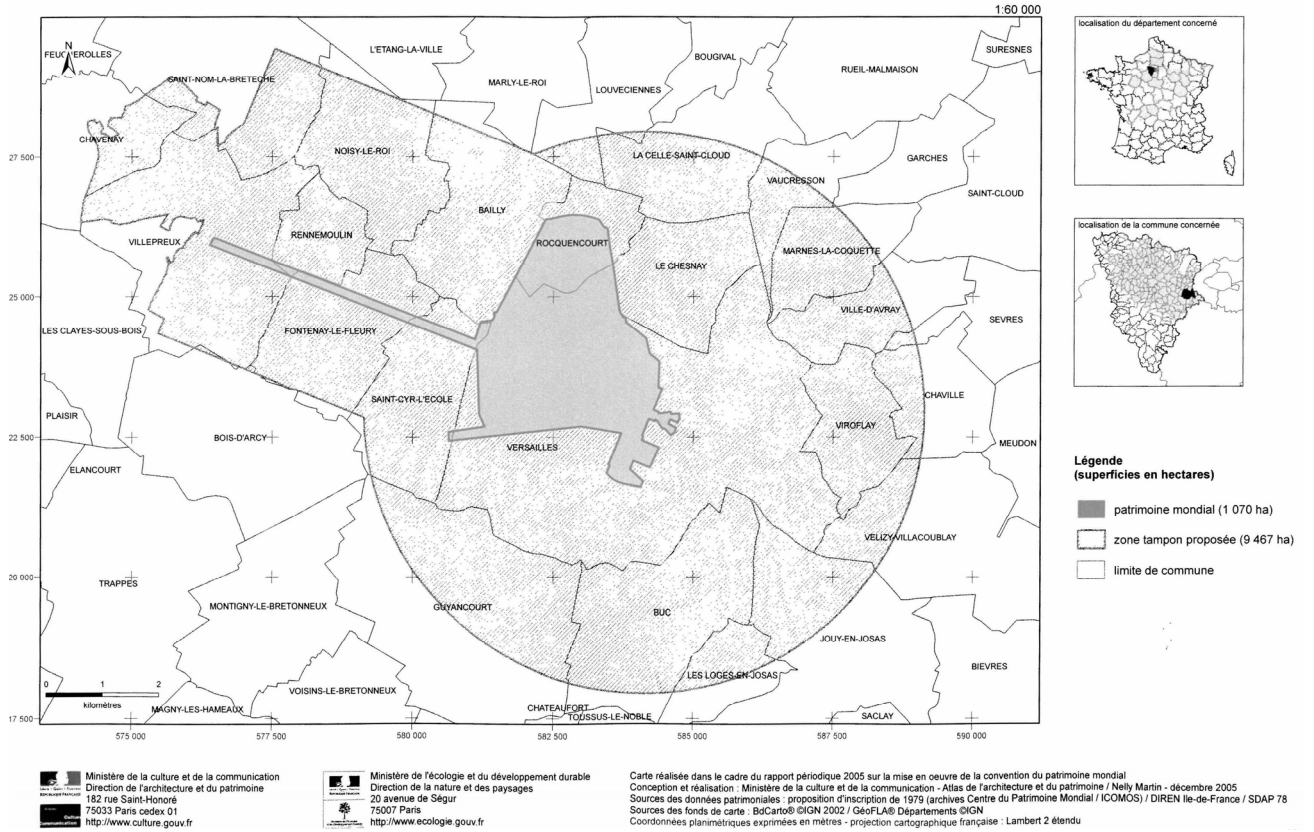 1:60 000
N
FEUCHEROLLES
L'ETANG-LA-VILLE
BOUGIVAL
SURESNES
SAINT-NOM-LA-BRETECHE
MARLY-LE-ROI
LOUVECIENNES
RUEIL-MALMAISON
CHAVENAY
NOISY-LE-ROI
LA CELLE-SAINT-CLOUD
GARCHES
27 500
VAUCRESSON
SAINT-CLOUD
BAILLY
VILLEPREUX
RENNEMOULIN
ROCQUENCOURT
MARNES-LA-COQUETTE
LE CHESNAY
25 000
VILLE-D'AVRAY
LES CLAYES-SOUS-BOIS
FONTENAY-LE-FLEURY
SEVRES
SAINT-CYR-L'ECOLE
CHAVILLE
PLAISIR
VIROFLAY
22 500
BOIS-D'ARCY
VERSAILLES
MEUDON
ELANCOURT
VELIZY-VILLACOUBLAY
20 000
TRAPPES
MONTIGNY-LE-BRETONNEUX
GUYANCOURT
BUC
JOUY-EN-JOSAS
BIEVRES
LES LOGES-EN-JOSAS
0 1 2
kilomètres
VOISINS-LE-BRETONNEUX
MAGNY-LES-HAMEAUX
CHATEAUFORT
TOUSSUS-LE-NOBLE
SACLAY
17 500
575 000 577 500 580 000 582 500 585 000 587 500 590 000
localisation du département concerné
localisation de la commune concernée
Légende
(superficies en hectares)
patrimoine mondial (1 070 ha)
zone tampon proposée (9 467 ha)
limite de commune
Ministère de la culture et de la communication
Direction de l'architecture et du patrimoine
182 rue Saint-Honoré
75033 Paris cedex 01
http://www.culture.gouv.fr
Culture
Communication
Ministère de l'écologie et du développement durable
Direction de la nature et des paysages
20 avenue de Ségur
75007 Paris
http://www.ecologie.gouv.fr
Carte réalisée dans le cadre du rapport périodique 2005 sur la mise en oeuvre de la convention du patrimoine mondial
Conception et réalisation : Ministère de la culture et de la communication - Atlas de l'architecture et du patrimoine / Nelly Martin - décembre 2005
Sources des données patrimoniales : proposition d'inscription de 1979 (archives Centre du Patrimoine Mondial / ICOMOS) / DIREN Ile-de-France / SDAP 78
Sources des fonds de carte : BdCarto® ©IGN 2002 / GéoFLA® Départements ©IGN
Coordonnées planimétriques exprimées en mètres - projection cartographique française : Lambert 2 étendu